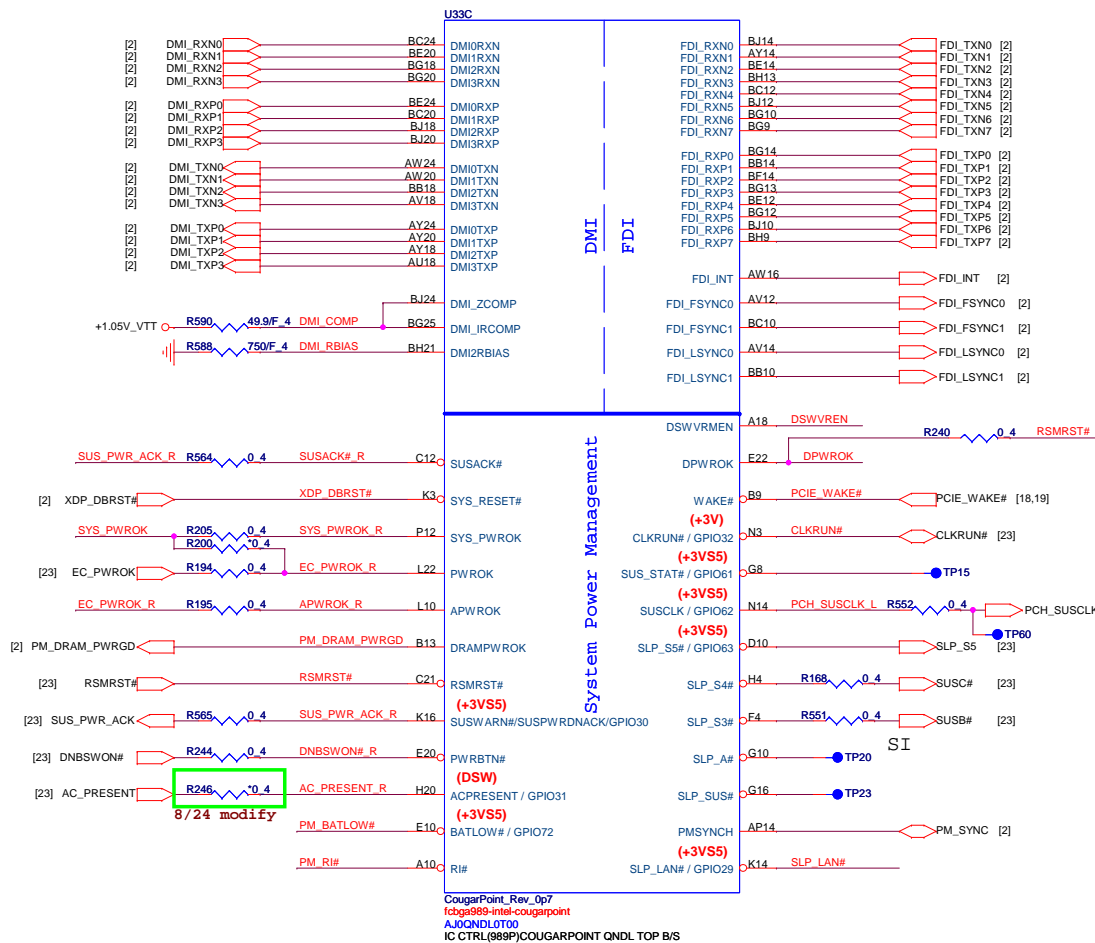 U33C
[2] DMI_RXN0 BC24 DMI0RXN FDI_RXN0 BJ14 FDI_TXN0 [2]
[2] DMI_RXN1 BE20 DMI1RXN FDI_RXN1 AY14 FDI_TXN1 [2]
[2] DMI_RXN2 BG18 DMI2RXN FDI_RXN2 BE14 FDI_TXN2 [2]
[2] DMI_RXN3 BG20 DMI3RXN FDI_RXN3 BH13 FDI_TXN3 [2]
FDI_RXN4 BC12 FDI_TXN4 [2]
[2] DMI_RXP0 BE24 DMI0RXP FDI_RXN5 BJ12 FDI_TXN5 [2]
[2] DMI_RXP1 BC20 DMI1RXP FDI_RXN6 BG10 FDI_TXN6 [2]
[2] DMI_RXP2 BJ18 DMI2RXP FDI_RXN7 BG9 FDI_TXN7 [2]
[2] DMI_RXP3 BJ20 DMI3RXP
FDI_RXP0 BG14 FDI_TXP0 [2]
[2] DMI_TXN0 AW24 DMI0TXN FDI_RXP1 BB14 FDI_TXP1 [2]
[2] DMI_TXN1 AW20 DMI1TXN FDI_RXP2 BF14 FDI_TXP2 [2]
[2] DMI_TXN2 BB18 DMI2TXN FDI_RXP3 BG13 FDI_TXP3 [2]
[2] DMI_TXN3 AV18 DMI3TXN FDI_RXP4 BE12 FDI_TXP4 [2]
FDI_RXP5 BG12 FDI_TXP5 [2]
[2] DMI_TXP0 AY24 DMI0TXP FDI_RXP6 BJ10 FDI_TXP6 [2]
[2] DMI_TXP1 AY20 DMI1TXP FDI_RXP7 BH9 FDI_TXP7 [2]
[2] DMI_TXP2 AY18 DMI2TXP
[2] DMI_TXP3 AU18 DMI3TXP
DMI
FDI
FDI_INT AW16 FDI_INT [2]
BJ24 DMI_ZCOMP FDI_FSYNC0 AV12 FDI_FSYNC0 [2]
+1.05V_VTT R590 49.9/F_4 DMI_COMP BG25 DMI_IRCOMP FDI_FSYNC1 BC10 FDI_FSYNC1 [2]
R588 750/F_4 DMI_RBIAS BH21 DMI2RBIAS FDI_LSYNC0 AV14 FDI_LSYNC0 [2]
FDI_LSYNC1 BB10 FDI_LSYNC1 [2]
System Power Management
DSWVRMEN A18 DSWVREN
R240 0_4 RSMRST#
SUS_PWR_ACK_R R564 0_4 SUSACK#_R C12 SUSACK# DPWROK E22 DPWROK
[2] XDP_DBRST# XDP_DBRST# K3 SYS_RESET# WAKE# B9 PCIE_WAKE# PCIE_WAKE# [18,19]
(+3V)
SYS_PWROK R205 0_4 SYS_PWROK_R P12 SYS_PWROK CLKRUN# / GPIO32 N3 CLKRUN# CLKRUN# [23]
R200 *0_4 (+3VS5)
[23] EC_PWROK R194 0_4 EC_PWROK_R L22 PWROK SUS_STAT# / GPIO61 G8 TP15
(+3VS5)
EC_PWROK_R R195 0_4 APWROK_R L10 APWROK SUSCLK / GPIO62 N14 PCH_SUSCLK_L R552 0_4 PCH_SUSCLK
(+3VS5) TP60
[2] PM_DRAM_PWRGD PM_DRAM_PWRGD B13 DRAMPWROK SLP_S5# / GPIO63 D10 SLP_S5 [23]
[23] RSMRST# RSMRST# C21 RSMRST# SLP_S4# H4 R168 0_4 SUSC# [23]
(+3VS5)
[23] SUS_PWR_ACK R565 0_4 SUS_PWR_ACK_R K16 SUSWARN#/SUSPWRDNACK/GPIO30 SLP_S3# F4 R551 0_4 SUSB# [23]
SI
[23] DNBSWON# R244 0_4 DNBSWON#_R E20 PWRBTN# SLP_A# G10 TP20
(DSW)
[23] AC_PRESENT R246 *0_4 AC_PRESENT_R H20 ACPRESENT / GPIO31 SLP_SUS# G16 TP23
8/24 modify (+3VS5)
PM_BATLOW# E10 BATLOW# / GPIO72 PMSYNCH AP14 PM_SYNC [2]
(+3VS5)
PM_RI# A10 RI# SLP_LAN# / GPIO29 K14 SLP_LAN#
CougarPoint_Rev_0p7
fcbga989-intel-cougarpoint
AJ0QNDL0T00
IC CTRL(989P)COUGARPOINT QNDL TOP B/S